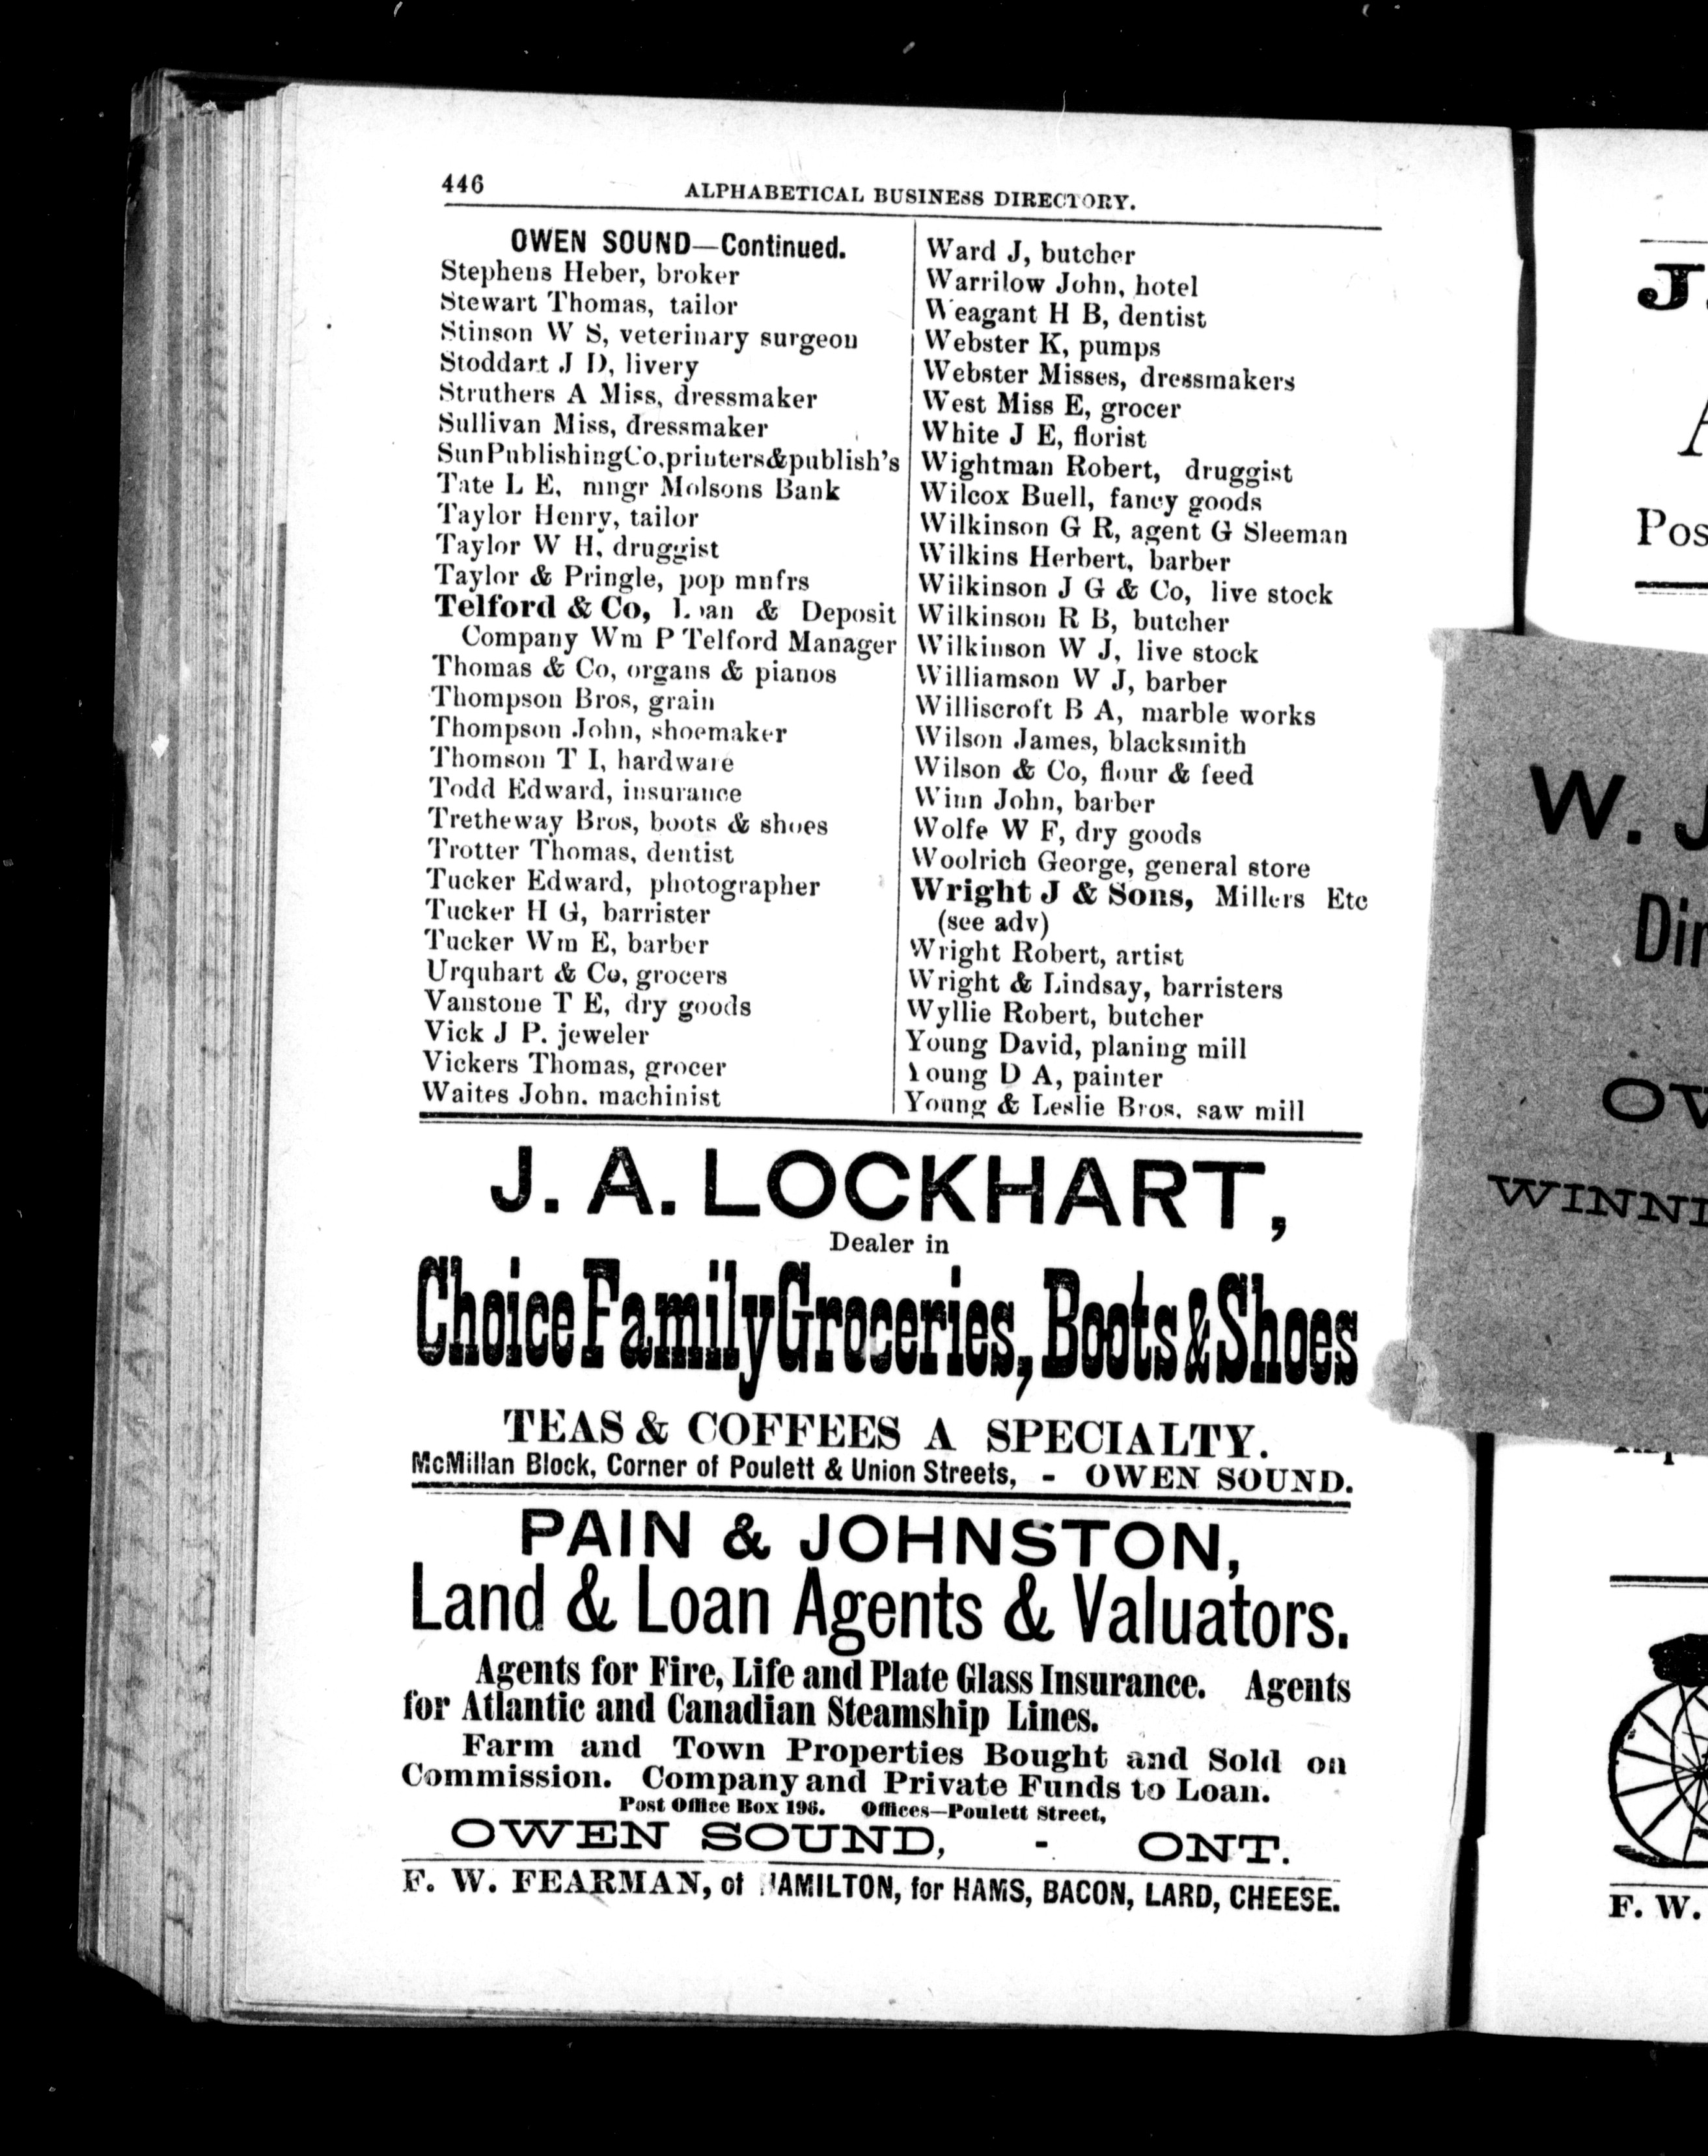 446 ALPHABETICAL BUSINESS DIRECTORY.
OWEN SOUND—Continued.
Stephens Heber, broker
Stewart Thomas, tailor
Stinson W S, veterinary surgeon
Stoddart J D, livery
Struthers A Miss, dressmaker
Sullivan Miss, dressmaker
SunPublishingCo,printers&publish's
Tate L E, mngr Molsons Bank
Taylor Henry, tailor
Taylor W H, druggist
Taylor & Pringle, pop mnfrs
Telford & Co, Loan & Deposit
Company Wm P Telford Manager
Thomas & Co, organs & pianos
Thompson Bros, grain
Thompson John, shoemaker
Thomson T I, hardware
Todd Edward, insurance
Tretheway Bros, boots & shoes
Trotter Thomas, dentist
Tucker Edward, photographer
Tucker H G, barrister
Tucker Wm E, barber
Urquhart & Co, grocers
Vanstone T E, dry goods
Vick J P. jeweler
Vickers Thomas, grocer
Waites John. machinist
Ward J, butcher
Warrilow John, hotel
Weagant H B, dentist
Webster K, pumps
Webster Misses, dressmakers
West Miss E, grocer
White J E, florist
Wightman Robert, druggist
Wilcox Buell, fancy goods
Wilkinson G R, agent G Sleeman
Wilkins Herbert, barber
Wilkinson J G & Co, live stock
Wilkinson R B, butcher
Wilkinson W J, live stock
Williamson W J, barber
Williscroft B A, marble works
Wilson James, blacksmith
Wilson & Co, flour & feed
Winn John, barber
Wolfe W F, dry goods
Woolrich George, general store
Wright J & Sons, Millers Etc
(see adv)
Wright Robert, artist
Wright & Lindsay, barristers
Wyllie Robert, butcher
Young David, planing mill
Young D A, painter
Young & Leslie Bros. saw mill
J. A. LOCKHART,
Dealer in
Choice Family Groceries, Boots & Shoes
TEAS & COFFEES A SPECIALTY.
McMillan Block, Corner of Poulett & Union Streets, - OWEN SOUND.
PAIN & JOHNSTON,
Land & Loan Agents & Valuators.
Agents for Fire, Life and Plate Glass Insurance. Agents
for Atlantic and Canadian Steamship Lines.
Farm and Town Properties Bought and Sold on
Commission. Company and Private Funds to Loan.
Post Office Box 196. Offices—Poulett Street,
OWEN SOUND, - ONT.
F. W. FEARMAN, of HAMILTON, for HAMS, BACON, LARD, CHEESE.
J.
A
Pos
W. J
Dir
OW
WINNI
F. W.